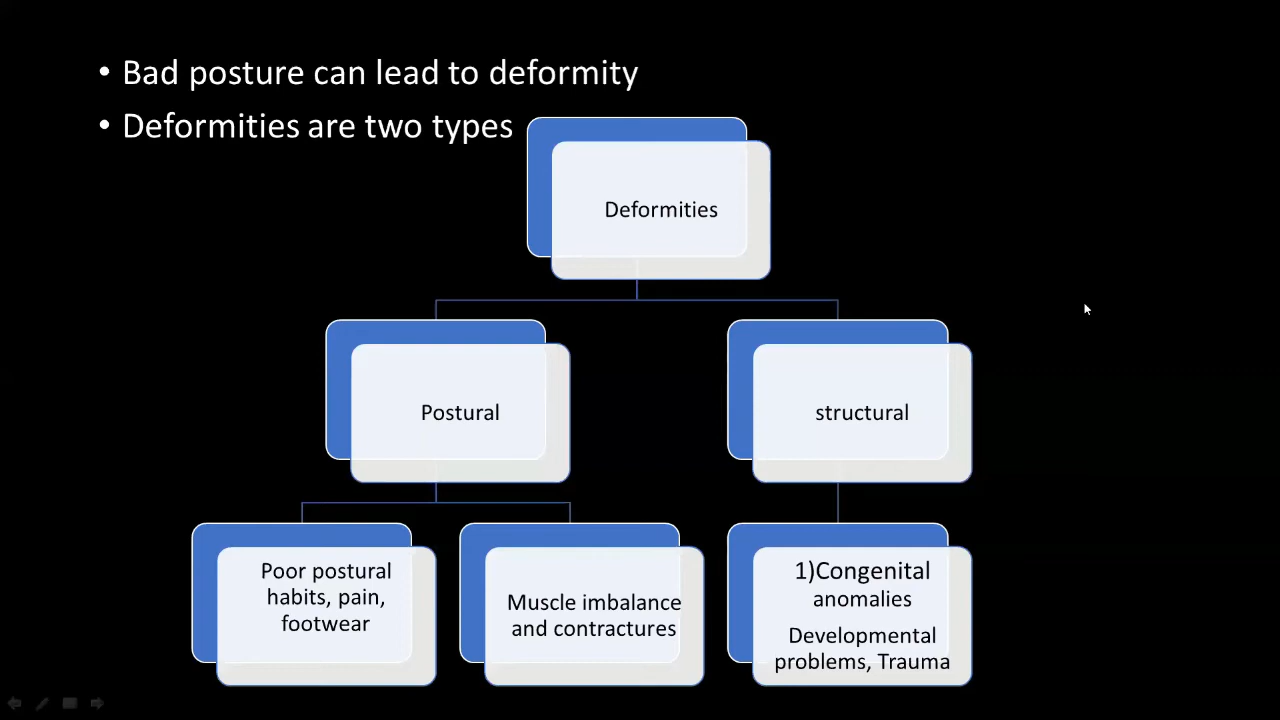 • Bad posture can lead to deformity
• Deformities are two types
Deformities
Postural
structural
Poor postural
habits, pain,
footwear
Muscle imbalance
and contractures
1)Congenital
anomalies
Developmental
problems, Trauma